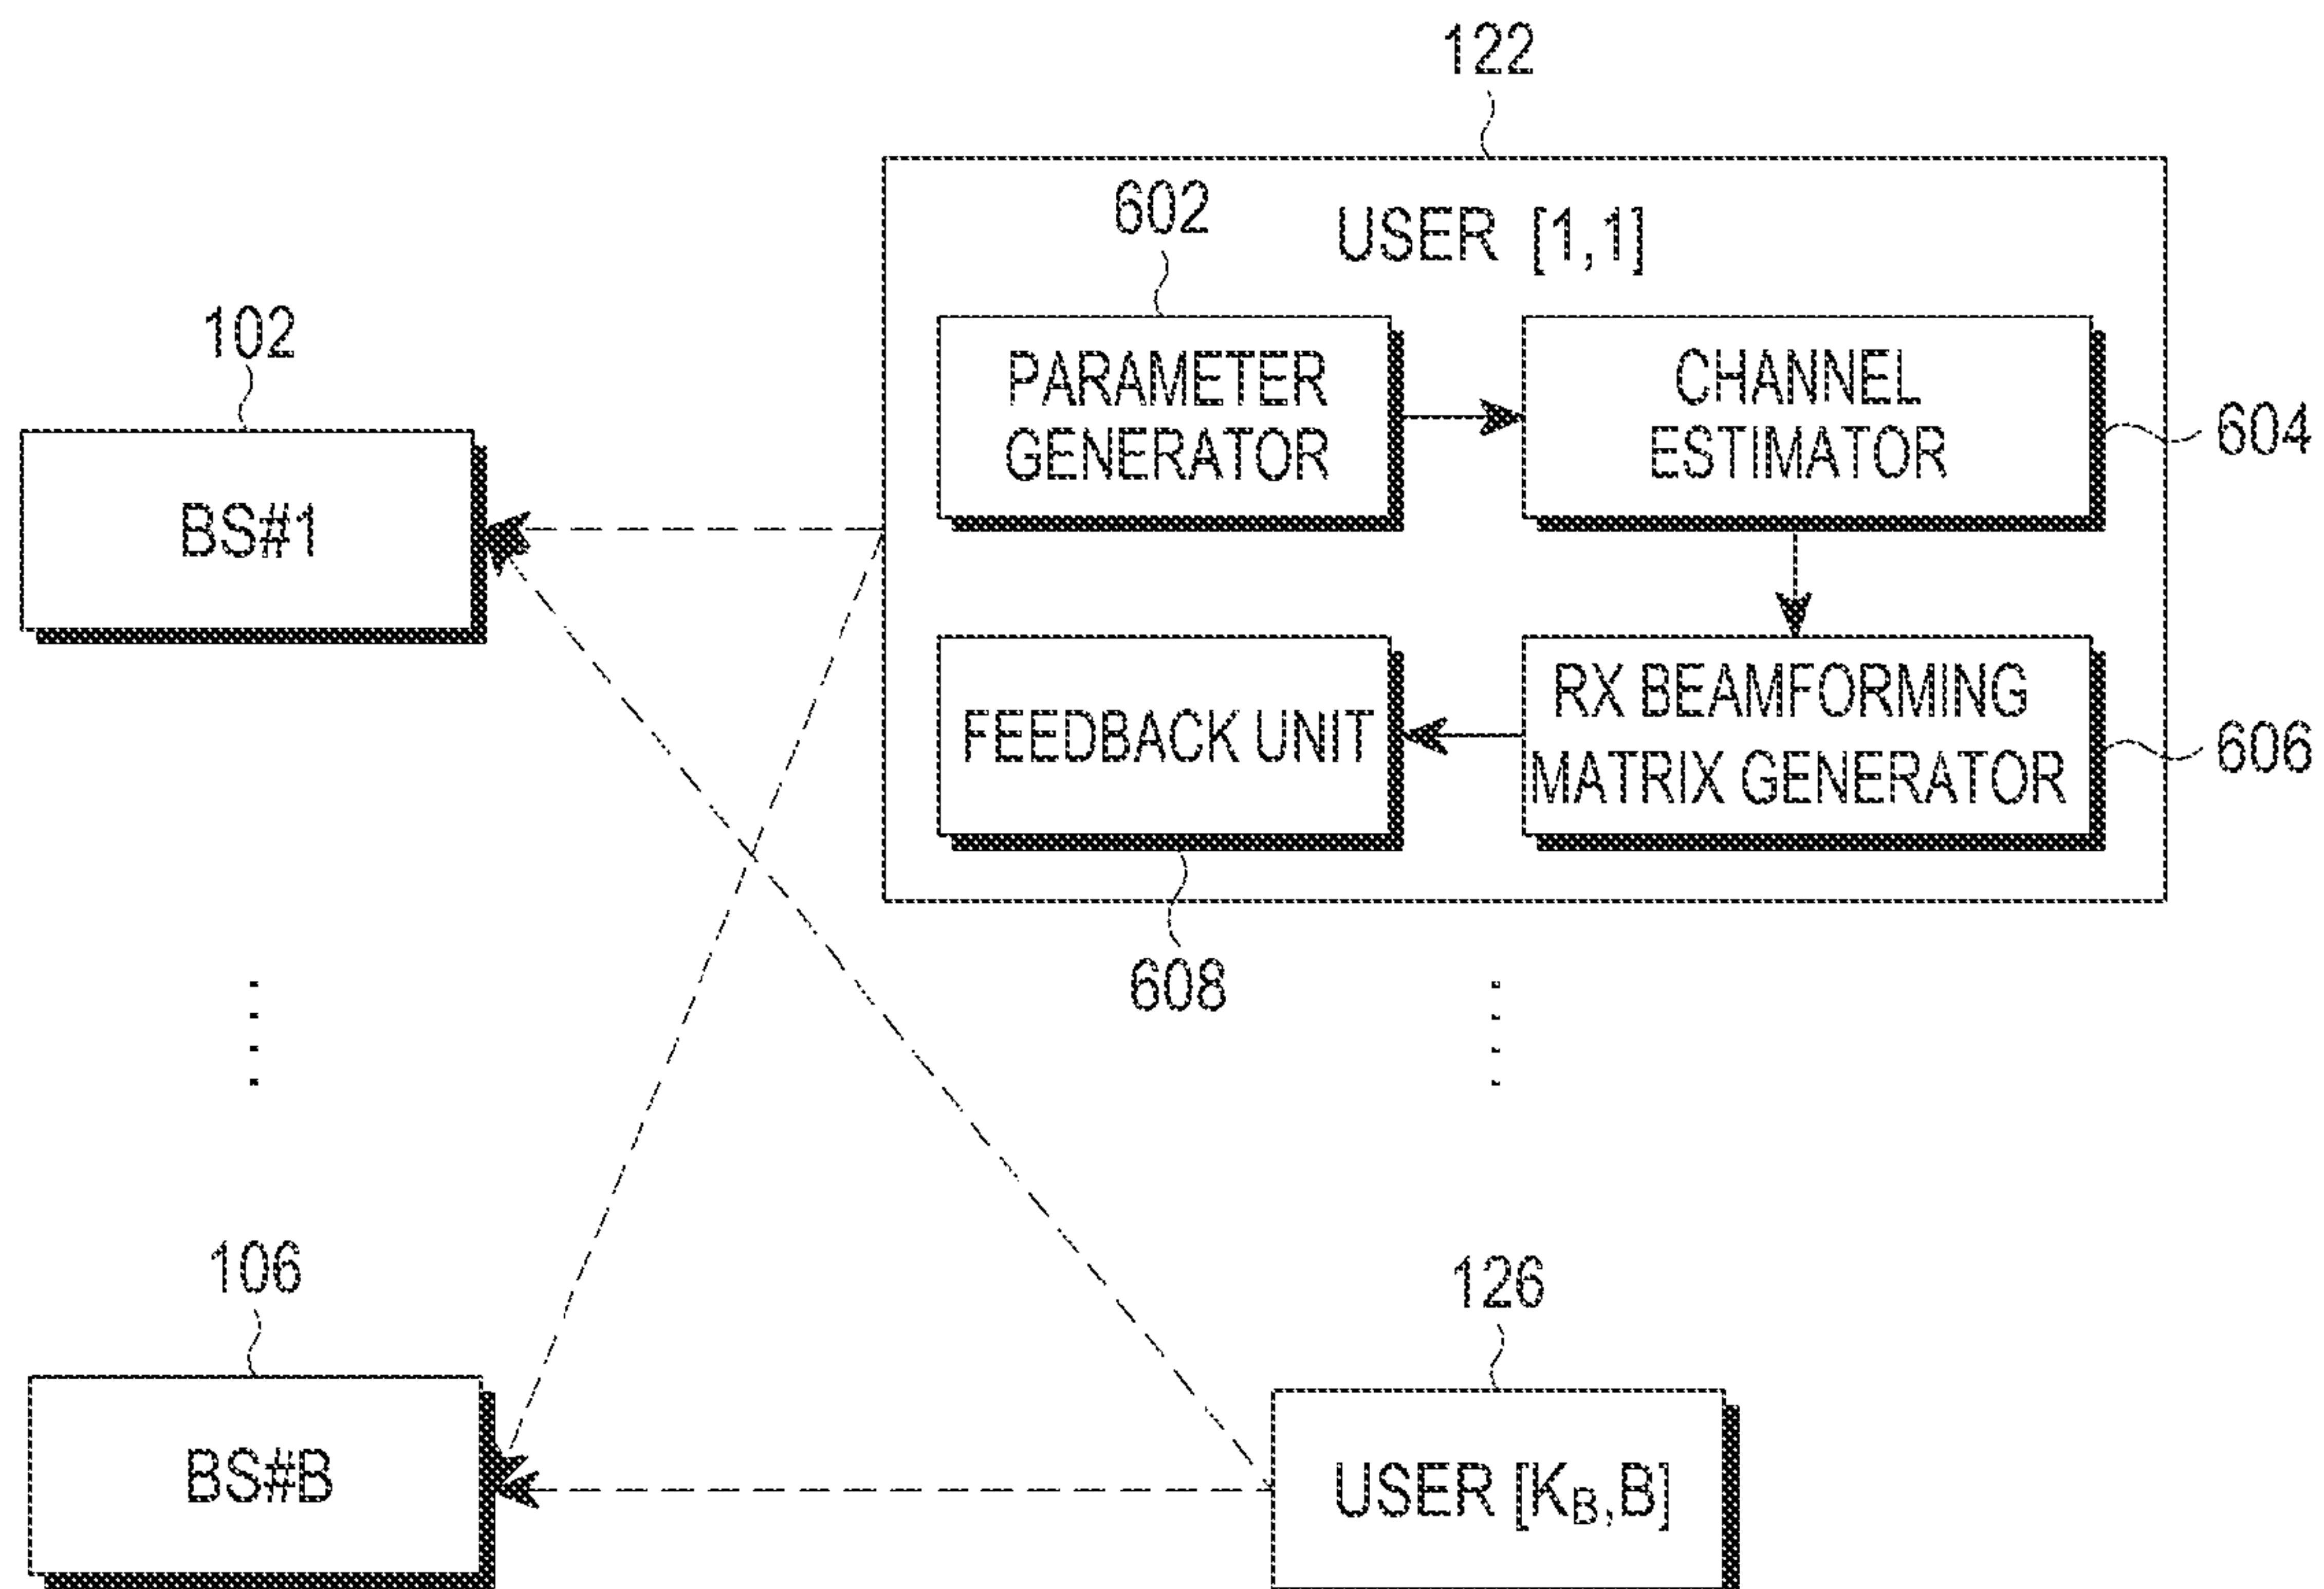 122
602
USER [1,1]
102
PARAMETER
GENERATOR
CHANNEL
ESTIMATOR
604
BS#1
FEEDBACK UNIT
RX BEAMFORMING
MATRIX GENERATOR
606
608
106
126
BS#B
USER [KB,B]